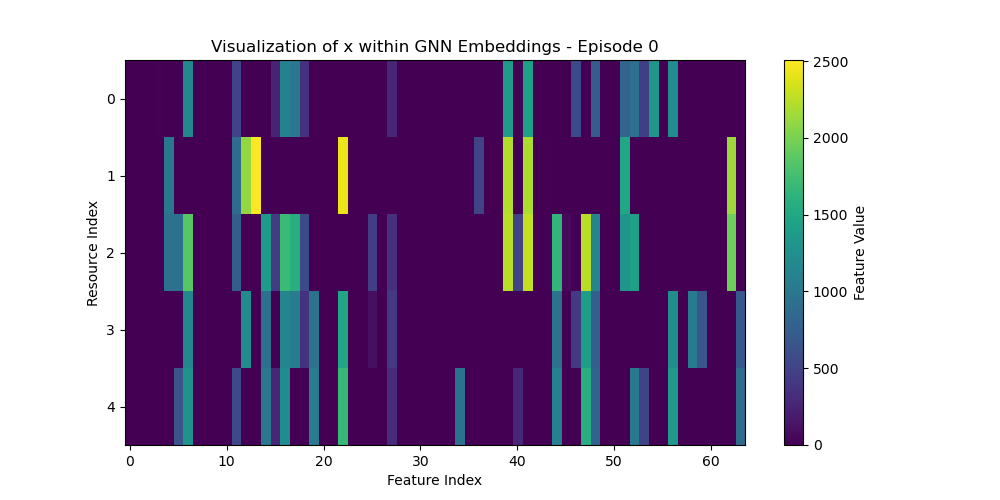 Visualization of x within GNN Embeddings - Episode 0
Resource Index
0
1
2
3
4
0 10 20 30 40 50 60
Feature Index
2500
2000
1500
1000
500
0
Feature Value